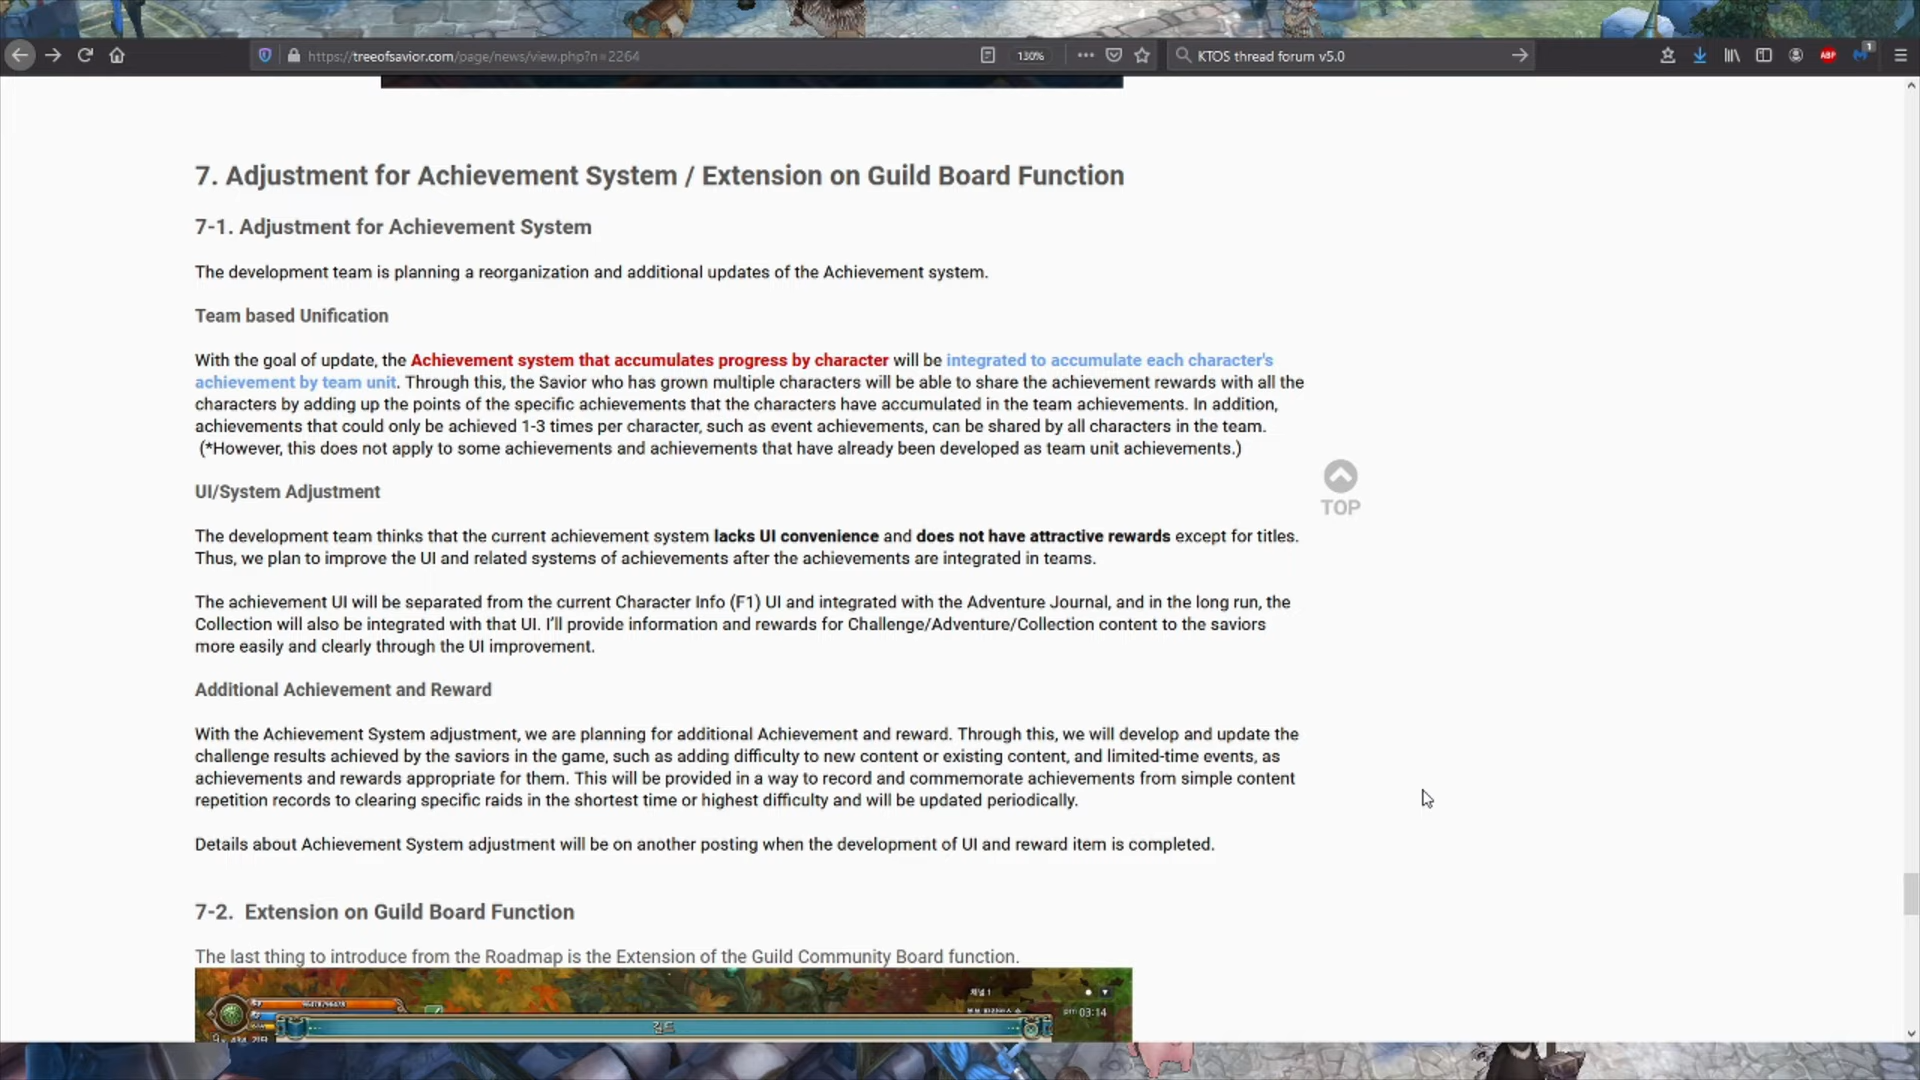 https://treeofsavior.com/page/news/view.php?n=2264
130%
KTOS thread forum v5.0
ABP
1
7. Adjustment for Achievement System / Extension on Guild Board Function
7-1. Adjustment for Achievement System
The development team is planning a reorganization and additional updates of the Achievement system.
Team based Unification
With the goal of update, the Achievement system that accumulates progress by character will be integrated to accumulate each character's
achievement by team unit. Through this, the Savior who has grown multiple characters will be able to share the achievement rewards with all the
characters by adding up the points of the specific achievements that the characters have accumulated in the team achievements. In addition,
achievements that could only be achieved 1-3 times per character, such as event achievements, can be shared by all characters in the team.
(*However, this does not apply to some achievements and achievements that have already been developed as team unit achievements.)
TOP
UI/System Adjustment
The development team thinks that the current achievement system lacks UI convenience and does not have attractive rewards except for titles.
Thus, we plan to improve the UI and related systems of achievements after the achievements are integrated in teams.
The achievement UI will be separated from the current Character Info (F1) UI and integrated with the Adventure Journal, and in the long run, the
Collection will also be integrated with that UI. I'll provide information and rewards for Challenge/Adventure/Collection content to the saviors
more easily and clearly through the UI improvement.
Additional Achievement and Reward
With the Achievement System adjustment, we are planning for additional Achievement and reward. Through this, we will develop and update the
challenge results achieved by the saviors in the game, such as adding difficulty to new content or existing content, and limited-time events, as
achievements and rewards appropriate for them. This will be provided in a way to record and commemorate achievements from simple content
repetition records to clearing specific raids in the shortest time or highest difficulty and will be updated periodically.
Details about Achievement System adjustment will be on another posting when the development of UI and reward item is completed.
7-2. Extension on Guild Board Function
The last thing to introduce from the Roadmap is the Extension of the Guild Community Board function.
채널 1
pm 03:14
길드